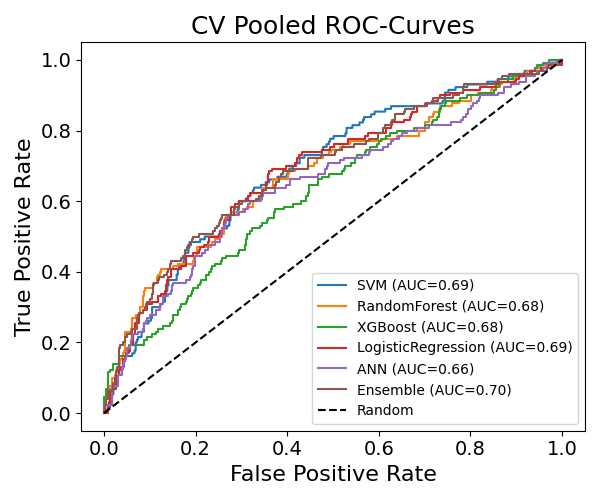 CV Pooled ROC-Curves
True Positive Rate
1.0
0.8
0.6
0.4
0.2
0.0
SVM (AUC=0.69)
RandomForest (AUC=0.68)
XGBoost (AUC=0.68)
LogisticRegression (AUC=0.69)
ANN (AUC=0.66)
Ensemble (AUC=0.70)
Random
0.0 0.2 0.4 0.6 0.8 1.0
False Positive Rate